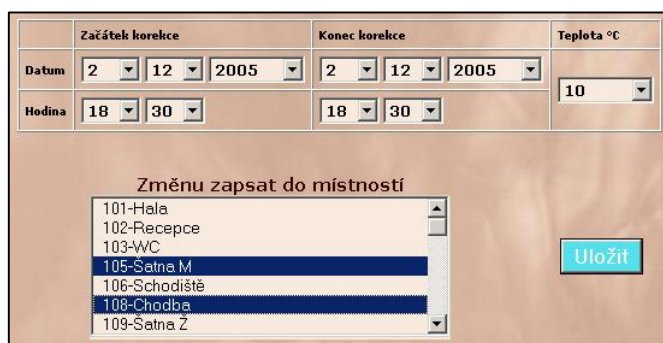 Začátek korekce Konec korekce Teplota °C
Datum 2 12 2005 2 12 2005
10
Hodina 18 30 18 30
Změnu zapsat do místností
101-Hala
102-Recepce
103-WC
105-Šatna M
106-Schodiště
108-Chodba
109-Šatna Ž
Uložit